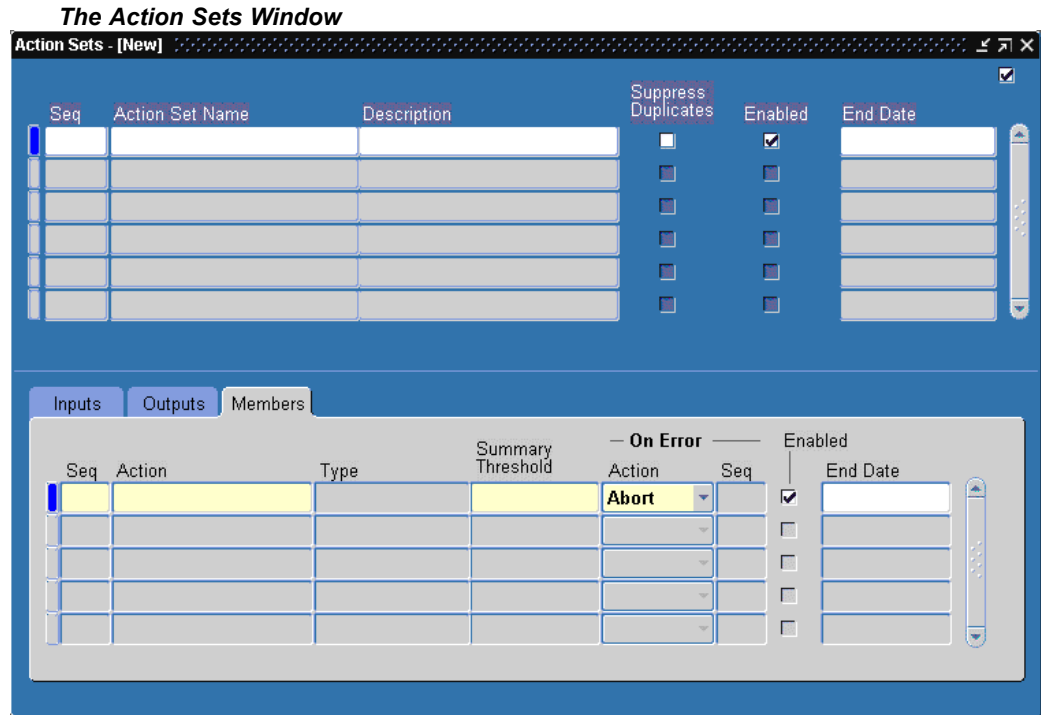 The Action Sets Window
Action Sets - [New]
Seq Action Set Name Description Suppress Duplicates Enabled End Date
Inputs Outputs Members
Seq Action Type Summary Threshold On Error Action Seq Enabled End Date
Abort